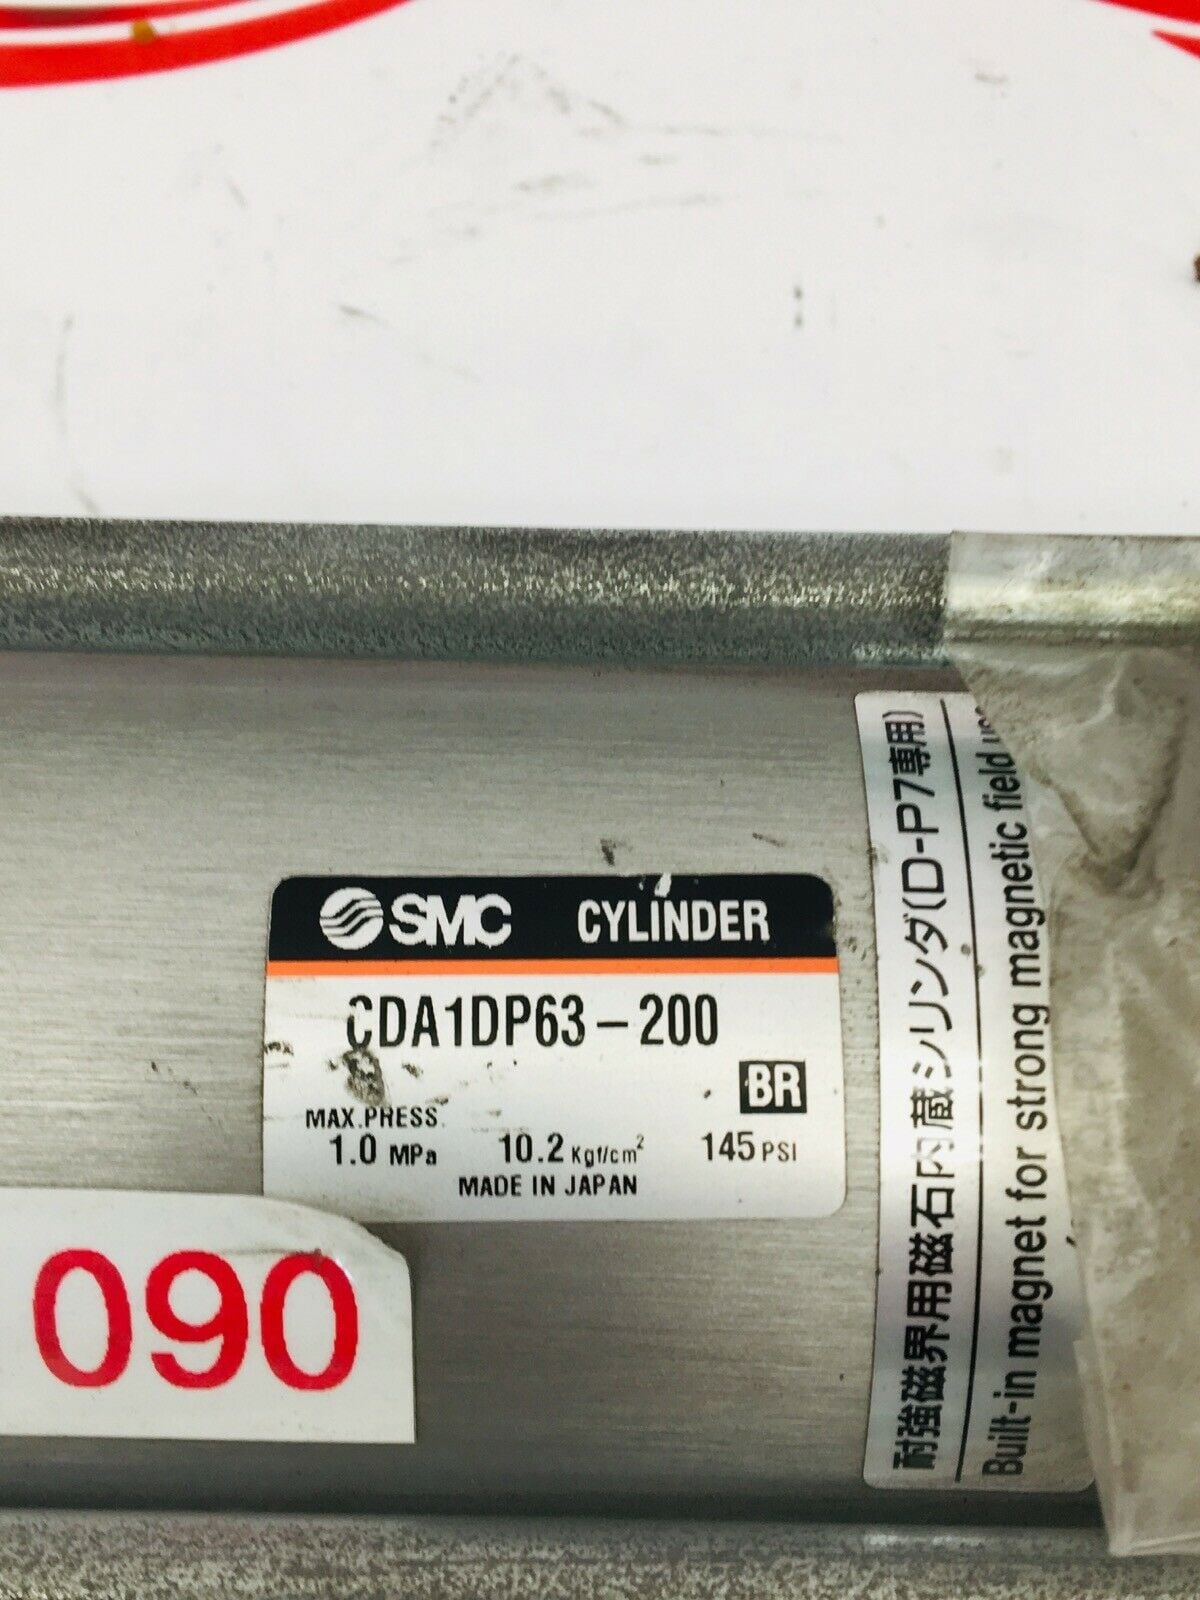 SMC CYLINDER
CDA1DP63-200
BR
MAX.PRESS.
1.0 MPa 10.2 Kgf/cm² 145 PSI
MADE IN JAPAN
090
耐強磁界用磁石内蔵シリンダ(D-P7専用)
Built-in magnet for strong magnetic field